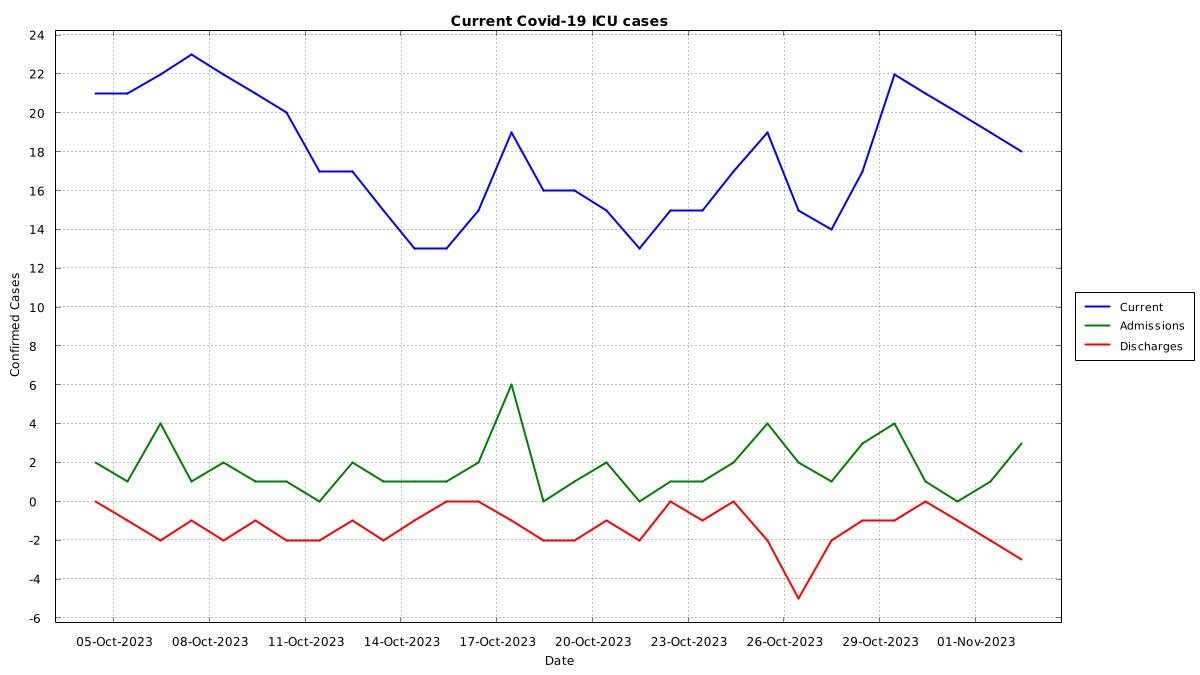 Current Covid-19 ICU cases
24
22
20
18
16
14
12
10
8
6
4
2
0
-2
-4
-6
Confirmed Cases
05-Oct-2023 08-Oct-2023 11-Oct-2023 14-Oct-2023 17-Oct-2023 20-Oct-2023 23-Oct-2023 26-Oct-2023 29-Oct-2023 01-Nov-2023
Date
Current
Admissions
Discharges